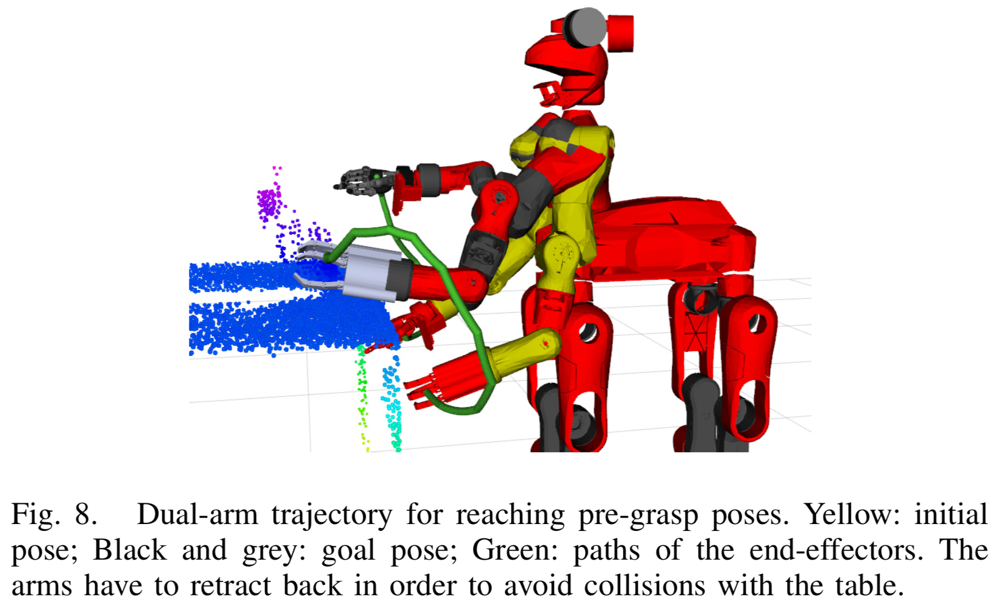 Fig. 8. Dual-arm trajectory for reaching pre-grasp poses. Yellow: initial
pose; Black and grey: goal pose; Green: paths of the end-effectors. The
arms have to retract back in order to avoid collisions with the table.